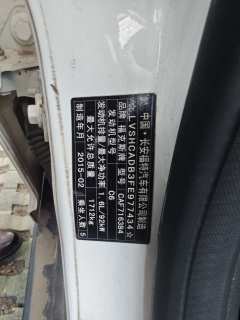 中国·长安福特汽车有限公司制造
☆LVSHCADB3FE977434☆
品牌 福克斯牌 型号 CAF7163B4
发动机型号 C6
发动机排量/最大净功率 1.6L/92kW
最大允许总质量 1712kg
制造年月 2015-02 乘坐人数 5